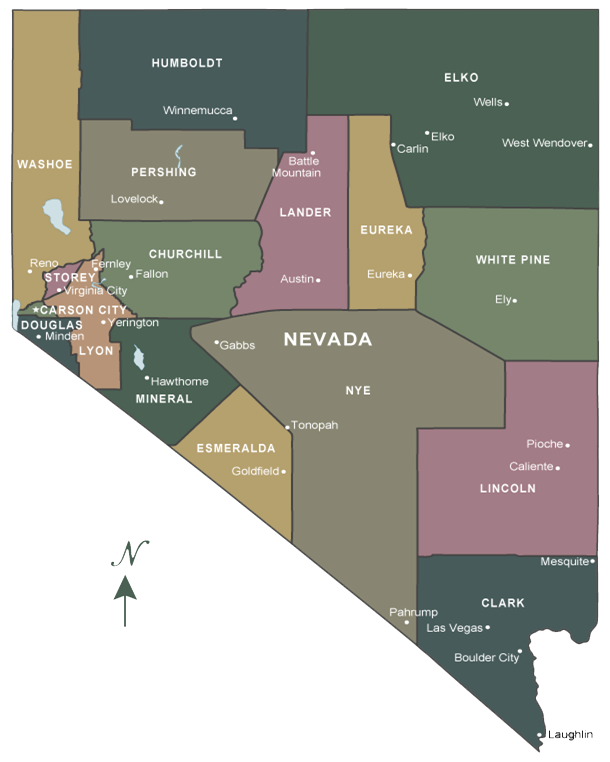 HUMBOLDT
ELKO
Wells
Winnemucca
Elko
West Wendover
Carlin
Battle
Mountain
WASHOE
PERSHING
Lovelock
LANDER
EUREKA
CHURCHILL
WHITE PINE
Reno
Fernley
STOREY
Fallon
Virginia City
Austin
Eureka
Ely
CARSON CITY
DOUGLAS
Yerington
Minden
LYON
Gabbs
NEVADA
Hawthorne
MINERAL
NYE
Tonopah
ESMERALDA
Goldfield
Pioche
Caliente
LINCOLN
N
Mesquite
CLARK
Pahrump
Las Vegas
Boulder City
Laughlin